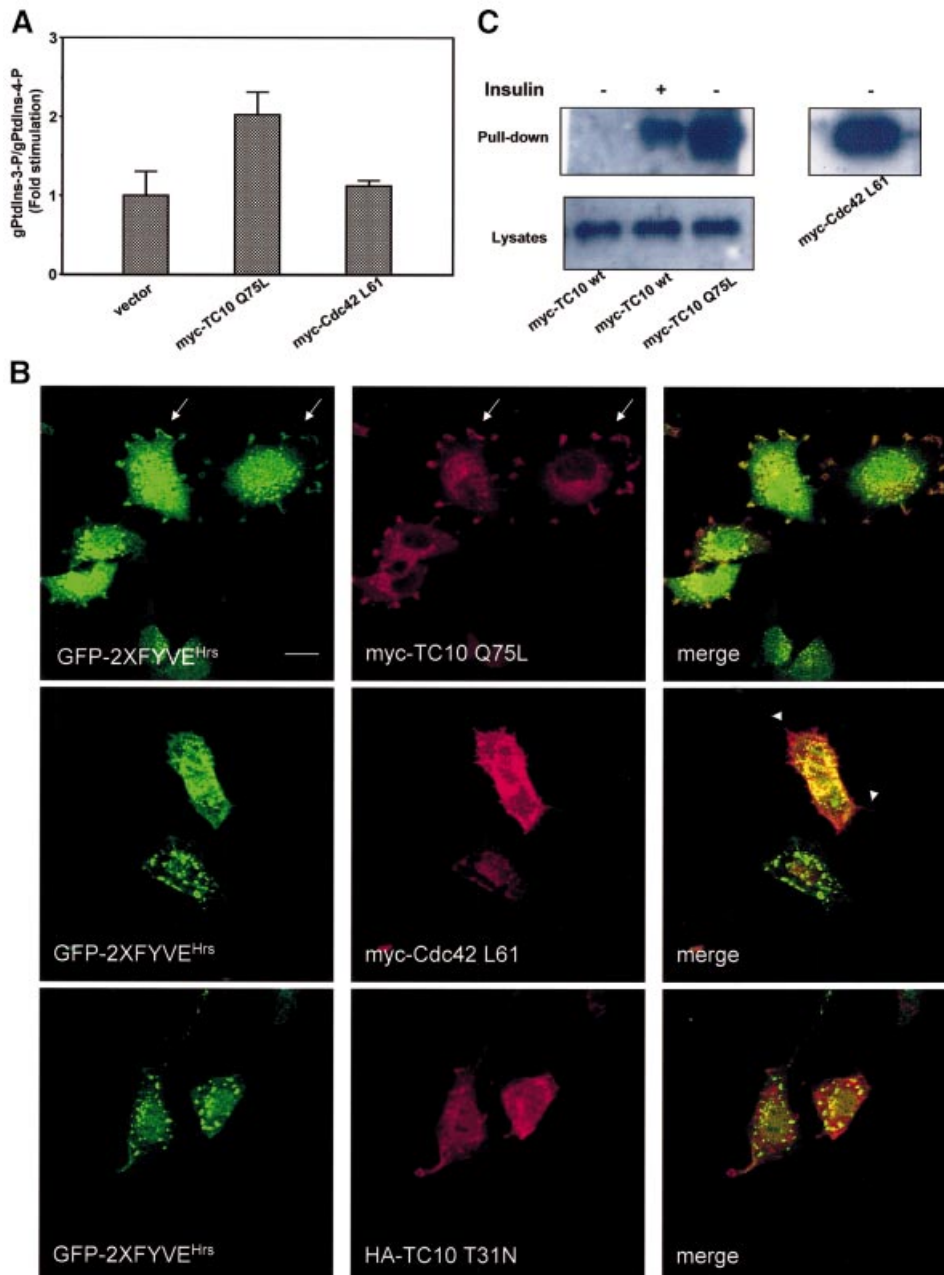 A
gPtdIns-3-P/gPtdIns-4-P
(Fold stimulation)
3
2
1
0
vector
myc-TC10 Q75L
myc-Cdc42 L61
C
Insulin - + - -
Pull-down
Lysates
myc-TC10 wt
myc-TC10 wt
myc-TC10 Q75L
myc-Cdc42 L61
B
GFP-2XFYVEHrs
myc-TC10 Q75L
merge
GFP-2XFYVEHrs
myc-Cdc42 L61
merge
GFP-2XFYVEHrs
HA-TC10 T31N
merge